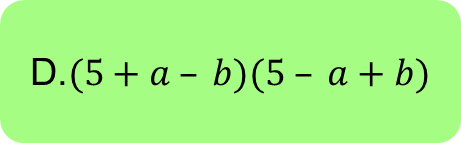 D.(5 + a – b)(5 – a + b)